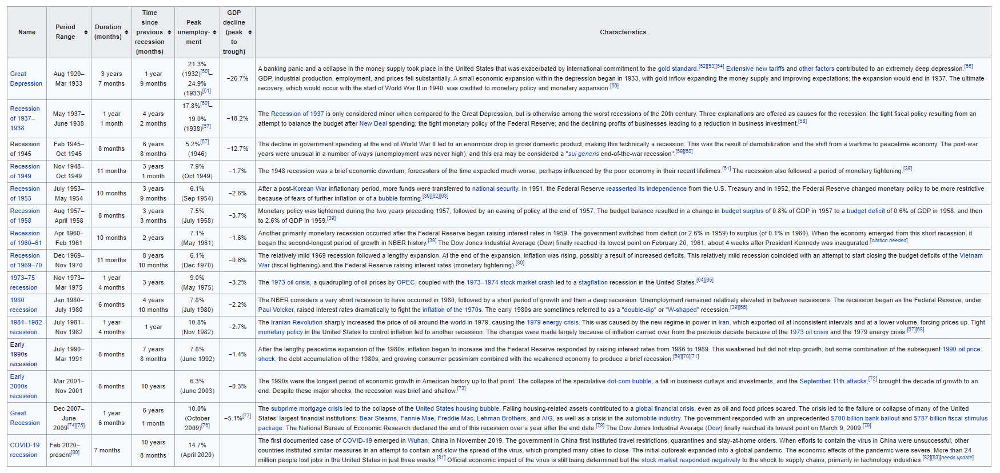 Name
Period Range
Duration (months)
Time since previous recession (months)
Peak unemploy-ment
GDP decline (peak to trough)
Characteristics
Great Depression
Aug 1929–
Mar 1933
3 years
7 months
1 year
9 months
21.3%
(1932)[50]–
24.9%
(1933)[51]
−26.7%
A banking panic and a collapse in the money supply took place in the United States that was exacerbated by international commitment to the gold standard.[52][53][54] Extensive new tariffs and other factors contributed to an extremely deep depression.[55]
GDP, industrial production, employment, and prices fell substantially. A small economic expansion within the depression began in 1933, with gold inflow expanding the money supply and improving expectations; the expansion would end in 1937. The ultimate
recovery, which would occur with the start of World War II in 1940, was credited to monetary policy and monetary expansion.[56]
Recession
of 1937–
1938
May 1937–
June 1938
1 year
1 month
4 years
2 months
17.8%[50]–
19.0%
(1938)[57]
−18.2%
The Recession of 1937 is only considered minor when compared to the Great Depression, but is otherwise among the worst recessions of the 20th century. Three explanations are offered as causes for the recession: the tight fiscal policy resulting from an
attempt to balance the budget after New Deal spending; the tight monetary policy of the Federal Reserve; and the declining profits of businesses leading to a reduction in business investment.[58]
Recession
of 1945
Feb 1945–
Oct 1945
8 months
6 years
8 months
5.2%[57]
(1946)
−12.7%
The decline in government spending at the end of World War II led to an enormous drop in gross domestic product, making this technically a recession. This was the result of demobilization and the shift from a wartime to peacetime economy. The post-war
years were unusual in a number of ways (unemployment was never high), and this era may be considered a "sui generis end-of-the-war recession".[59][60]
Recession
of 1949
Nov 1948–
Oct 1949
11 months
3 years
1 month
7.9%
(Oct 1949)
−1.7%
The 1948 recession was a brief economic downturn; forecasters of the time expected much worse, perhaps influenced by the poor economy in their recent lifetimes.[61] The recession also followed a period of monetary tightening.[39]
Recession
of 1953
July 1953–
May 1954
10 months
3 years
9 months
6.1%
(Sep 1954)
−2.6%
After a post-Korean War inflationary period, more funds were transferred to national security. In 1951, the Federal Reserve reasserted its independence from the U.S. Treasury and in 1952, the Federal Reserve changed monetary policy to be more restrictive
because of fears of further inflation or of a bubble forming.[39][62][63]
Recession
of 1958
Aug 1957–
April 1958
8 months
3 years
3 months
7.5%
(July 1958)
−3.7%
Monetary policy was tightened during the two years preceding 1957, followed by an easing of policy at the end of 1957. The budget balance resulted in a change in budget surplus of 0.8% of GDP in 1957 to a budget deficit of 0.6% of GDP in 1958, and then
to 2.6% of GDP in 1959.[39]
Recession
of 1960–61
Apr 1960–
Feb 1961
10 months
2 years
7.1%
(May 1961)
−1.6%
Another primarily monetary recession occurred after the Federal Reserve began raising interest rates in 1959. The government switched from deficit (or 2.6% in 1959) to surplus (of 0.1% in 1960). When the economy emerged from this short recession, it
began the second-longest period of growth in NBER history.[39] The Dow Jones Industrial Average (Dow) finally reached its lowest point on February 20, 1961, about 4 weeks after President Kennedy was inaugurated.[citation needed]
Recession
of 1969–70
Dec 1969–
Nov 1970
11 months
8 years
10 months
6.1%
(Dec 1970)
−0.6%
The relatively mild 1969 recession followed a lengthy expansion. At the end of the expansion, inflation was rising, possibly a result of increased deficits. This relatively mild recession coincided with an attempt to start closing the budget deficits of the Vietnam
War (fiscal tightening) and the Federal Reserve raising interest rates (monetary tightening).[39]
1973–75
recession
Nov 1973–
Mar 1975
1 year
4 months
3 years
9.0%
(May 1975)
−3.2%
The 1973 oil crisis, a quadrupling of oil prices by OPEC, coupled with the 1973–1974 stock market crash led to a stagflation recession in the United States.[64][65]
1980
recession
Jan 1980–
July 1980
6 months
4 years
10 months
7.8%
(July 1980)
−2.2%
The NBER considers a very short recession to have occurred in 1980, followed by a short period of growth and then a deep recession. Unemployment remained relatively elevated in between recessions. The recession began as the Federal Reserve, under
Paul Volcker, raised interest rates dramatically to fight the inflation of the 1970s. The early 1980s are sometimes referred to as a "double-dip" or "W-shaped" recession.[39][66]
1981–1982
recession
July 1981–
Nov 1982
1 year
4 months
1 year
10.8%
(Nov 1982)
−2.7%
The Iranian Revolution sharply increased the price of oil around the world in 1979, causing the 1979 energy crisis. This was caused by the new regime in power in Iran, which exported oil at inconsistent intervals and at a lower volume, forcing prices up. Tight
monetary policy in the United States to control inflation led to another recession. The changes were made largely because of inflation carried over from the previous decade because of the 1973 oil crisis and the 1979 energy crisis.[67][68]
Early
1990s
recession
July 1990–
Mar 1991
8 months
7 years
8 months
7.8%
(June 1992)
−1.4%
After the lengthy peacetime expansion of the 1980s, inflation began to increase and the Federal Reserve responded by raising interest rates from 1986 to 1989. This weakened but did not stop growth, but some combination of the subsequent 1990 oil price
shock, the debt accumulation of the 1980s, and growing consumer pessimism combined with the weakened economy to produce a brief recession.[69][70][71]
Early
2000s
recession
Mar 2001–
Nov 2001
8 months
10 years
6.3%
(June 2003)
−0.3%
The 1990s were the longest period of economic growth in American history up to that point. The collapse of the speculative dot-com bubble, a fall in business outlays and investments, and the September 11th attacks,[72] brought the decade of growth to an
end. Despite these major shocks, the recession was brief and shallow.[73]
Great
Recession
Dec 2007–
June
2009[74][75]
1 year
6 months
6 years
1 month
10.0%
(October
2009)[76]
−5.1%[77]
The subprime mortgage crisis led to the collapse of the United States housing bubble. Falling housing-related assets contributed to a global financial crisis, even as oil and food prices soared. The crisis led to the failure or collapse of many of the United
States' largest financial institutions: Bear Stearns, Fannie Mae, Freddie Mac, Lehman Brothers, and AIG, as well as a crisis in the automobile industry. The government responded with an unprecedented $700 billion bank bailout and $787 billion fiscal stimulus
package. The National Bureau of Economic Research declared the end of this recession over a year after the end date.[78] The Dow Jones Industrial Average (Dow) finally reached its lowest point on March 9, 2009.[79]
COVID-19
recession
Feb 2020–
present[80]
7 months
10 years
8 months
14.7%
(April 2020)
The first documented case of COVID-19 emerged in Wuhan, China in November 2019. The government in China first instituted travel restrictions, quarantines and stay-at-home orders. When efforts to contain the virus in China were unsuccessful, other
countries instituted similar measures in an attempt to contain and slow the spread of the virus, which prompted many cities to close. The initial outbreak expanded into a global pandemic. The economic effects of the pandemic were severe. More than 24
million people lost jobs in the United States in just three weeks.[81] Official economic impact of the virus is still being determined but the stock market responded negatively to the shock to supply chains, primarily in technology industries.[82][83][needs update]